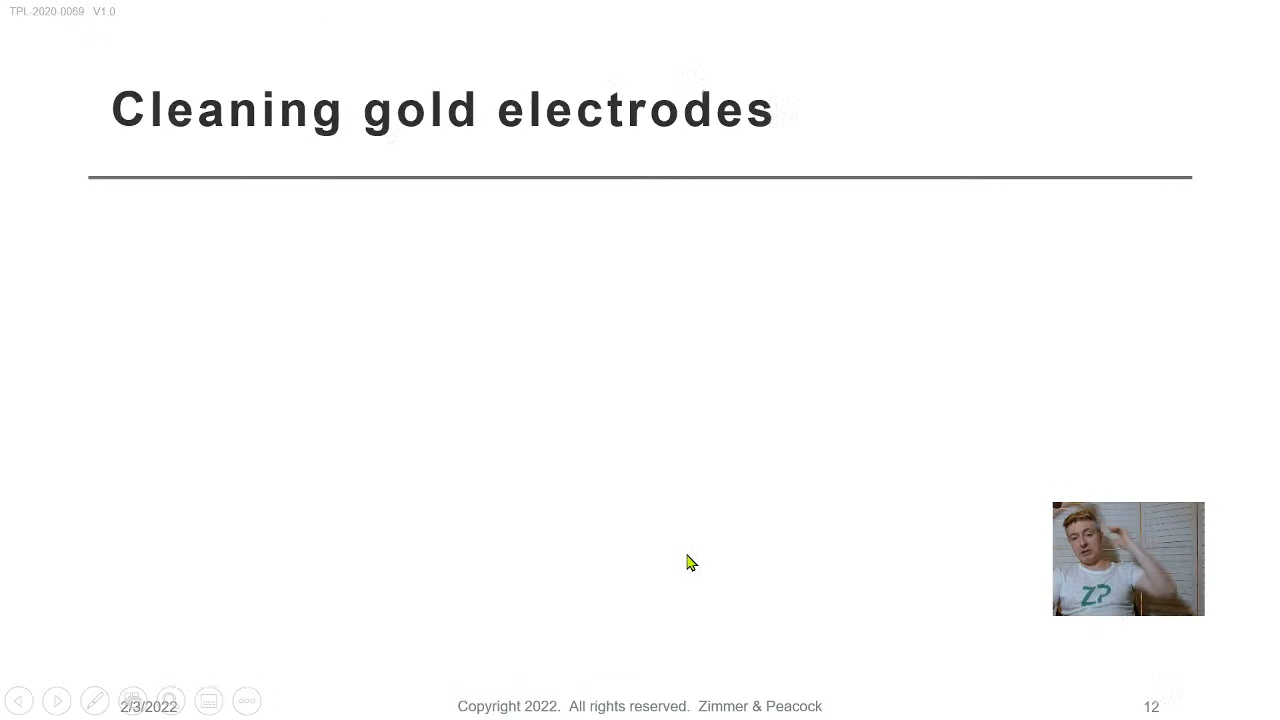 TPL-2020-0069 V1.0
Cleaning gold electrodes
ZP
2/3/2022
Copyright 2022. All rights reserved. Zimmer & Peacock
12